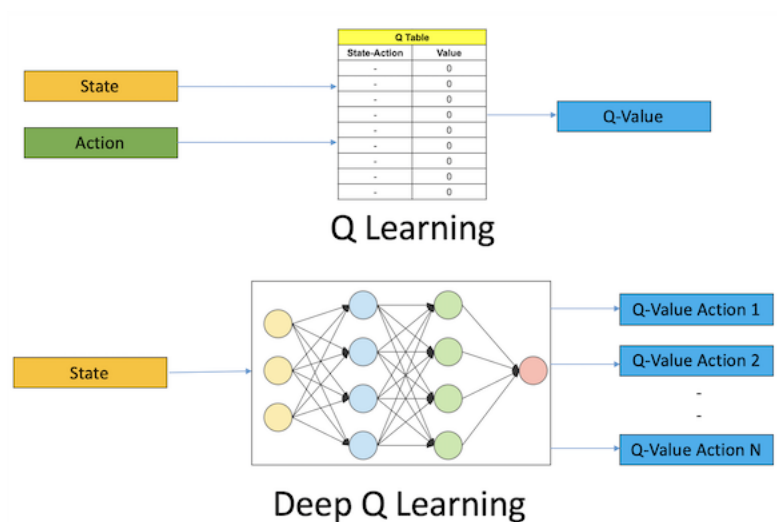 Q Table
State-Action Value
- 0
- 0
- 0
- 0
- 0
- 0
- 0
- 0
- 0
State
Action
Q-Value
Q Learning
State
Q-Value Action 1
Q-Value Action 2
-
-
Q-Value Action N
Deep Q Learning